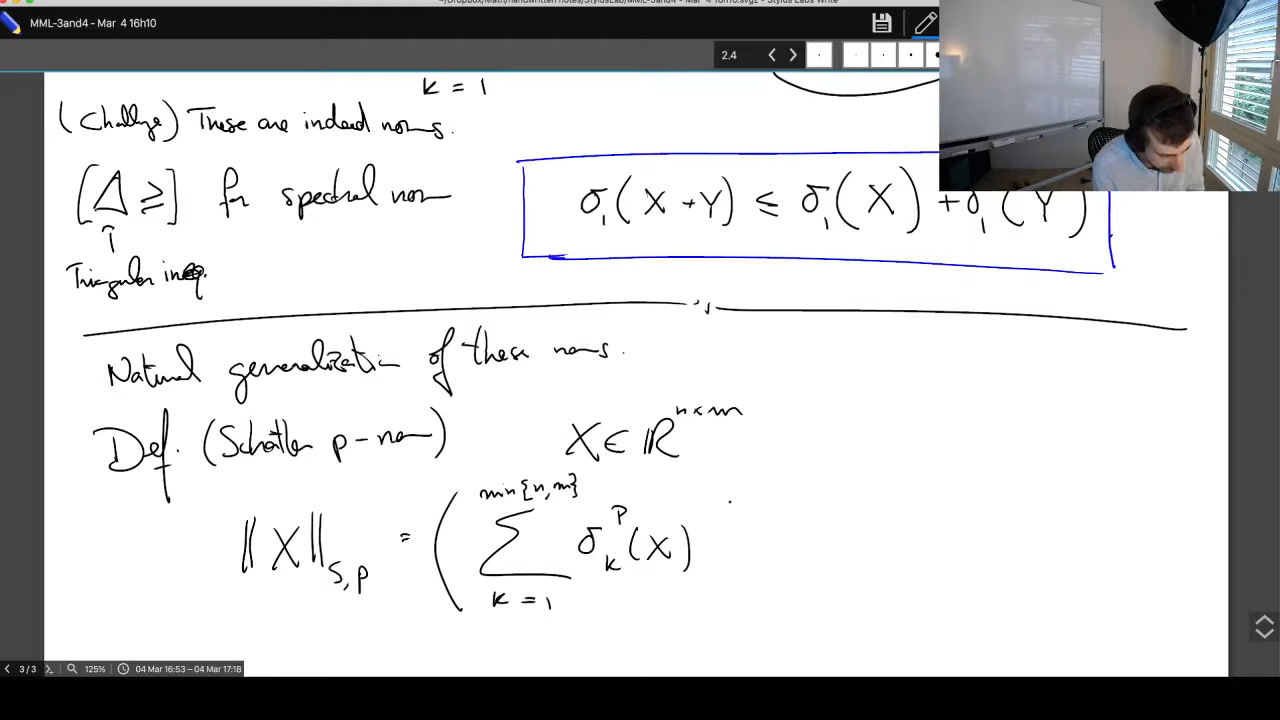 MML-3and4 - Mar 4 16h10
2.4
k = 1
(Challenge) These are indeed norms.
[Δ ≥] for spectral norm
σ₁(X+Y) ≤ σ₁(X) + σ₁(Y)
↑
Triangular ineq.
Natural generalization of these norms.
Def. (Schatten p-norm) X ∈ ℝ^{n×m}
‖X‖_{S,p} = ( ∑_{k=1}^{min{n,m}} σ_k^p (X)
3/3 125% 04 Mar 16:53 – 04 Mar 17:18